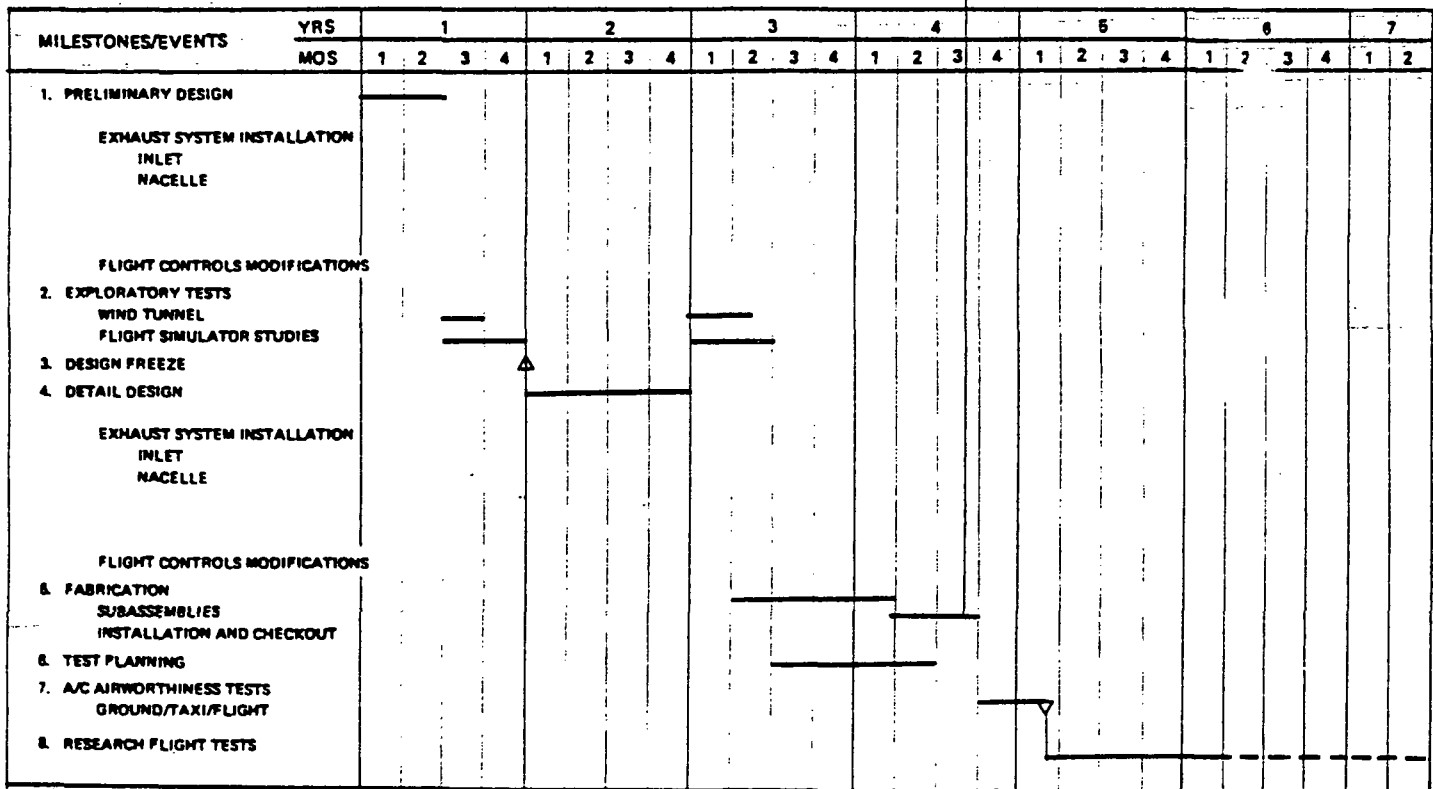 MILESTONES/EVENTS YRS 1 2 3 4 5 6 7
MOS 1 2 3 4 1 2 3 4 1 2 3 4 1 2 3 4 1 2 3 4 1 2 3 4 1 2
1. PRELIMINARY DESIGN
EXHAUST SYSTEM INSTALLATION
INLET
NACELLE
FLIGHT CONTROLS MODIFICATIONS
2. EXPLORATORY TESTS
WIND TUNNEL
FLIGHT SIMULATOR STUDIES
3. DESIGN FREEZE
4. DETAIL DESIGN
EXHAUST SYSTEM INSTALLATION
INLET
NACELLE
FLIGHT CONTROLS MODIFICATIONS
5. FABRICATION
SUBASSEMBLIES
INSTALLATION AND CHECKOUT
6. TEST PLANNING
7. A/C AIRWORTHINESS TESTS
GROUND/TAXI/FLIGHT
8. RESEARCH FLIGHT TESTS